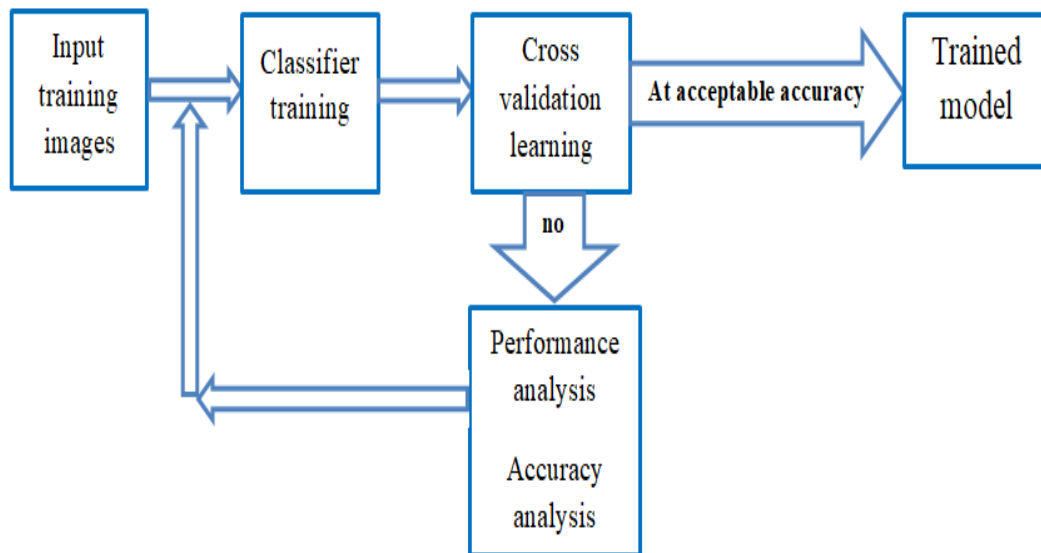 Input
training
images
Classifier
training
Cross
validation
learning
At acceptable accuracy
Trained
model
no
Performance
analysis
Accuracy
analysis